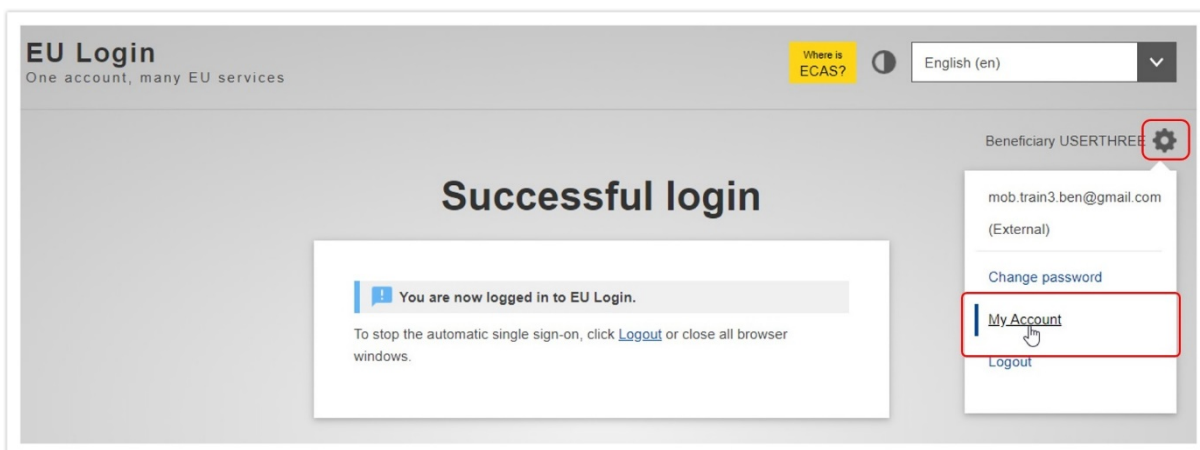 EU Login
One account, many EU services
Where is
ECAS?
English (en)
Beneficiary USERTHREE
Successful login
mob.train3.ben@gmail.com
(External)
Change password
My Account
Logout
You are now logged in to EU Login.
To stop the automatic single sign-on, click Logout or close all browser
windows.